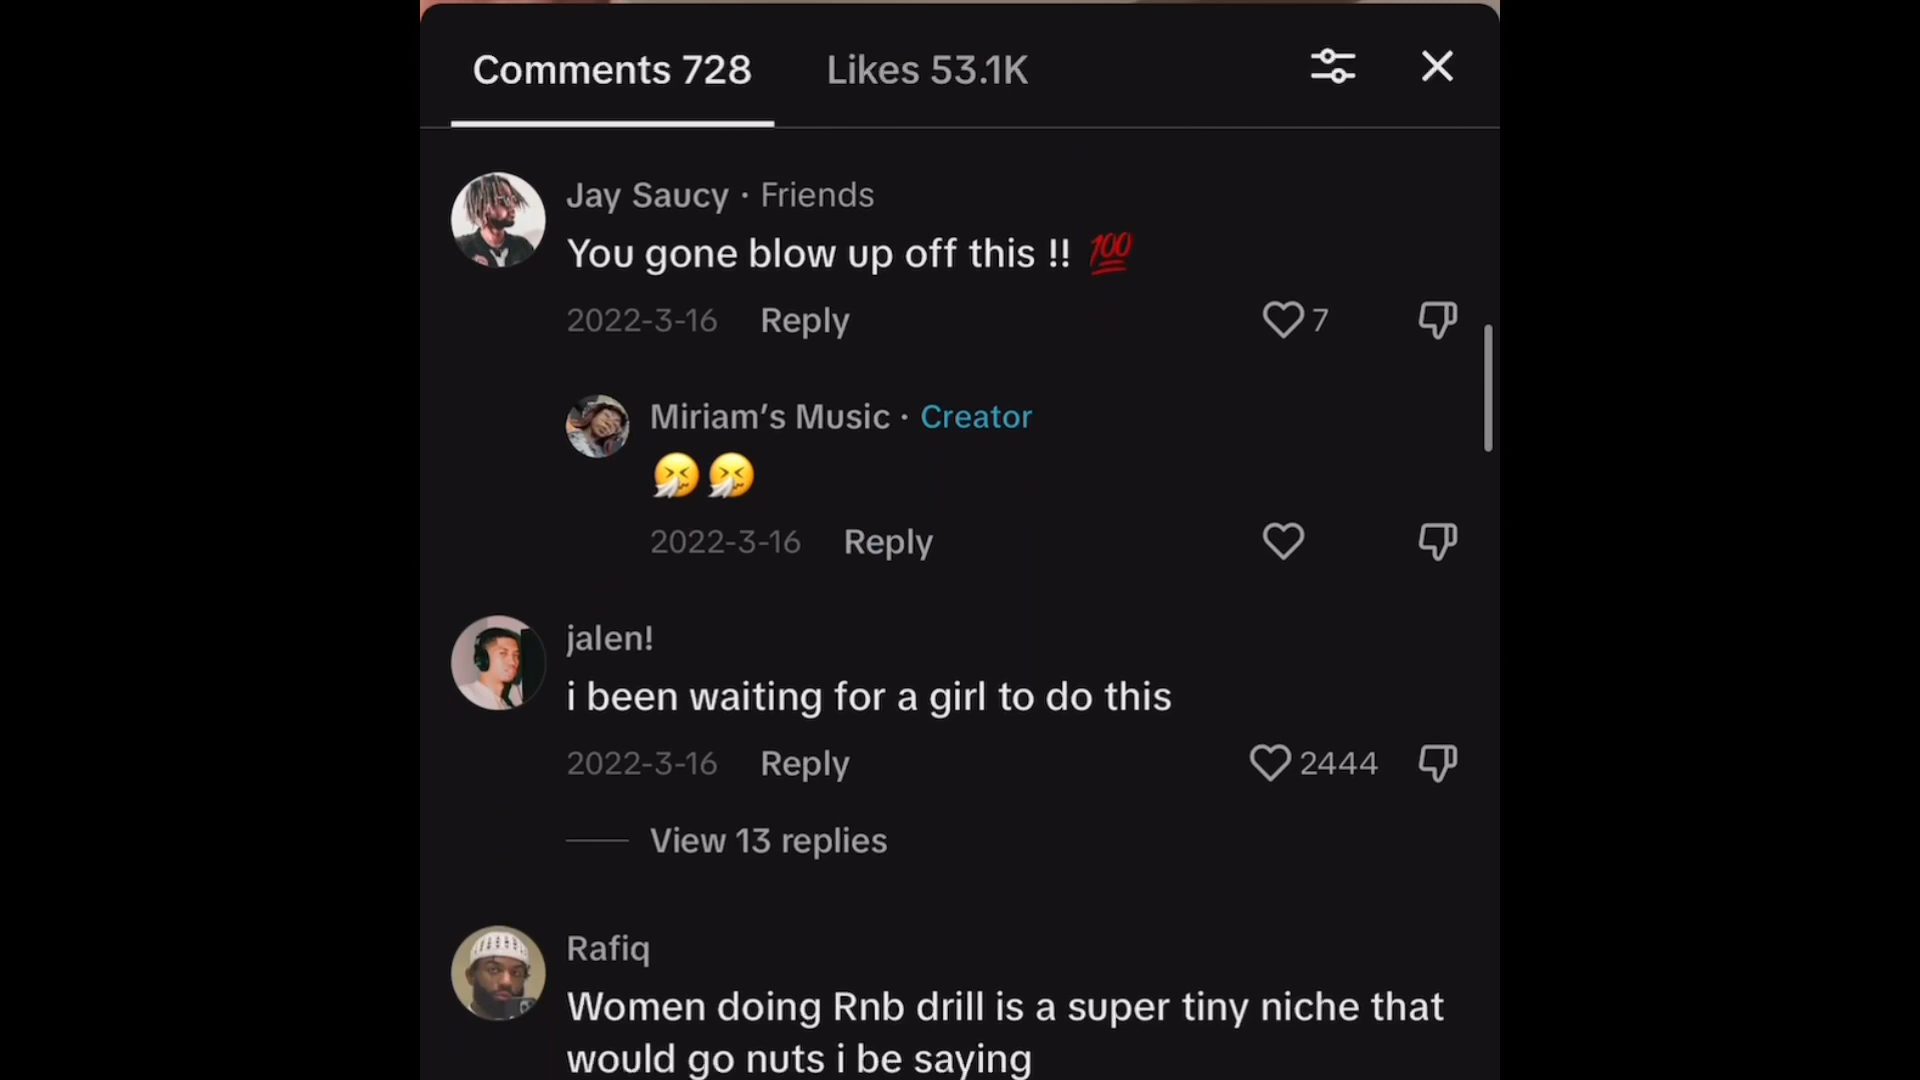 Comments 728
Likes 53.1K
Jay Saucy · Friends
You gone blow up off this !! 💯
2022-3-16 Reply 7
Miriam’s Music · Creator
🤧🤧
2022-3-16 Reply
jalen!
i been waiting for a girl to do this
2022-3-16 Reply 2444
View 13 replies
Rafiq
Women doing Rnb drill is a super tiny niche that
would go nuts i be saying